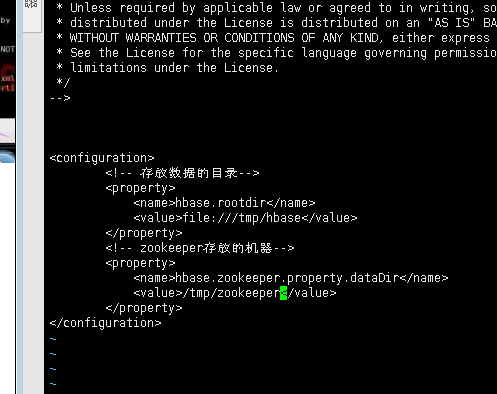 by
NOT
xml
* Unless required by applicable law or agreed to in writing, so
* distributed under the License is distributed on an "AS IS" BA
* WITHOUT WARRANTIES OR CONDITIONS OF ANY KIND, either express
* See the License for the specific language governing permissio
* limitations under the License.
*/
-->
<configuration>
<!-- 存放数据的目录-->
<property>
<name>hbase.rootdir</name>
<value>file:///tmp/hbase</value>
</property>
<!-- zookeeper存放的机器-->
<property>
<name>hbase.zookeeper.property.dataDir</name>
<value>/tmp/zookeeper</value>
</property>
</configuration>
~
~
~
~